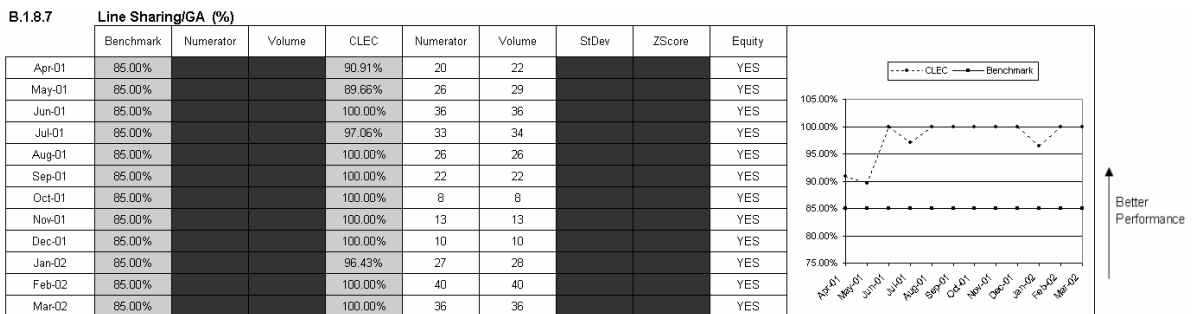 B.1.8.7 Line Sharing/GA (%)
Benchmark Numerator Volume CLEC Numerator Volume StDev ZScore Equity
Apr-01 85.00% 90.91% 20 22 YES
May-01 85.00% 89.66% 26 29 YES
Jun-01 85.00% 100.00% 36 36 YES
Jul-01 85.00% 97.06% 33 34 YES
Aug-01 85.00% 100.00% 26 26 YES
Sep-01 85.00% 100.00% 22 22 YES
Oct-01 85.00% 100.00% 8 8 YES
Nov-01 85.00% 100.00% 13 13 YES
Dec-01 85.00% 100.00% 10 10 YES
Jan-02 85.00% 96.43% 27 28 YES
Feb-02 85.00% 100.00% 40 40 YES
Mar-02 85.00% 100.00% 36 36 YES
CLEC Benchmark
105.00%
100.00%
95.00%
90.00%
85.00%
80.00%
75.00%
Apr-01 May-01 Jun-01 Jul-01 Aug-01 Sep-01 Oct-01 Nov-01 Dec-01 Jan-02 Feb-02 Mar-02
Better
Performance